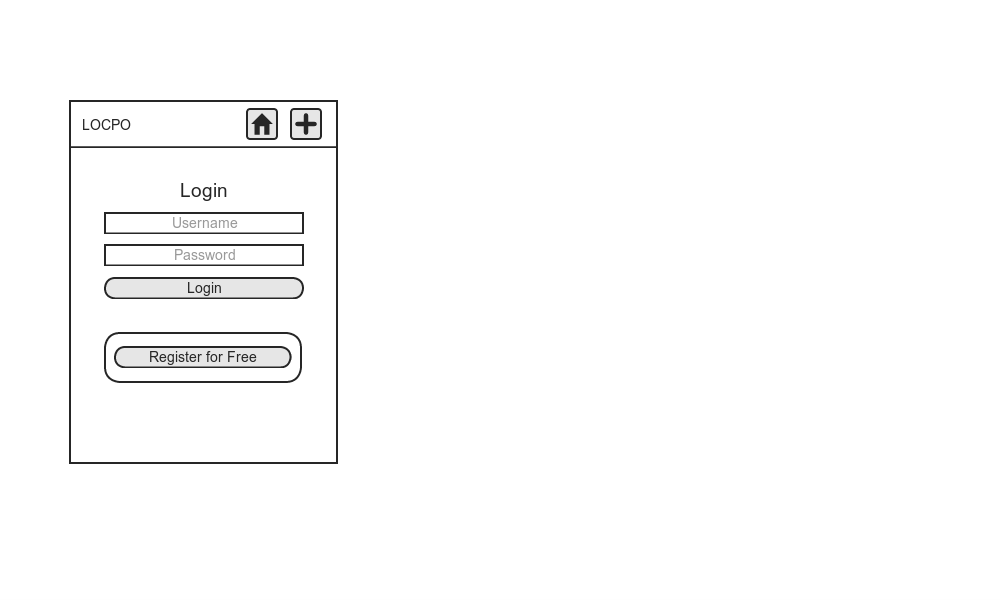 LOCPO
Login
Username
Password
Login
Register for Free